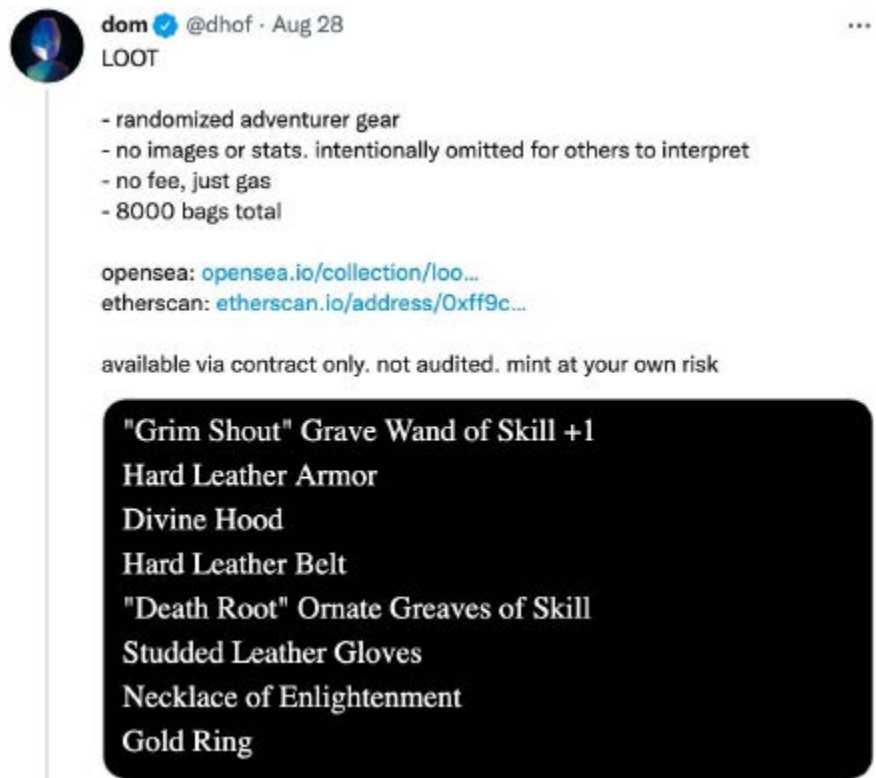 dom @dhof · Aug 28
LOOT
- randomized adventurer gear
- no images or stats. intentionally omitted for others to interpret
- no fee, just gas
- 8000 bags total
opensea: opensea.io/collection/loo...
etherscan: etherscan.io/address/0xff9c...
available via contract only. not audited. mint at your own risk
"Grim Shout" Grave Wand of Skill +1
Hard Leather Armor
Divine Hood
Hard Leather Belt
"Death Root" Ornate Greaves of Skill
Studded Leather Gloves
Necklace of Enlightenment
Gold Ring